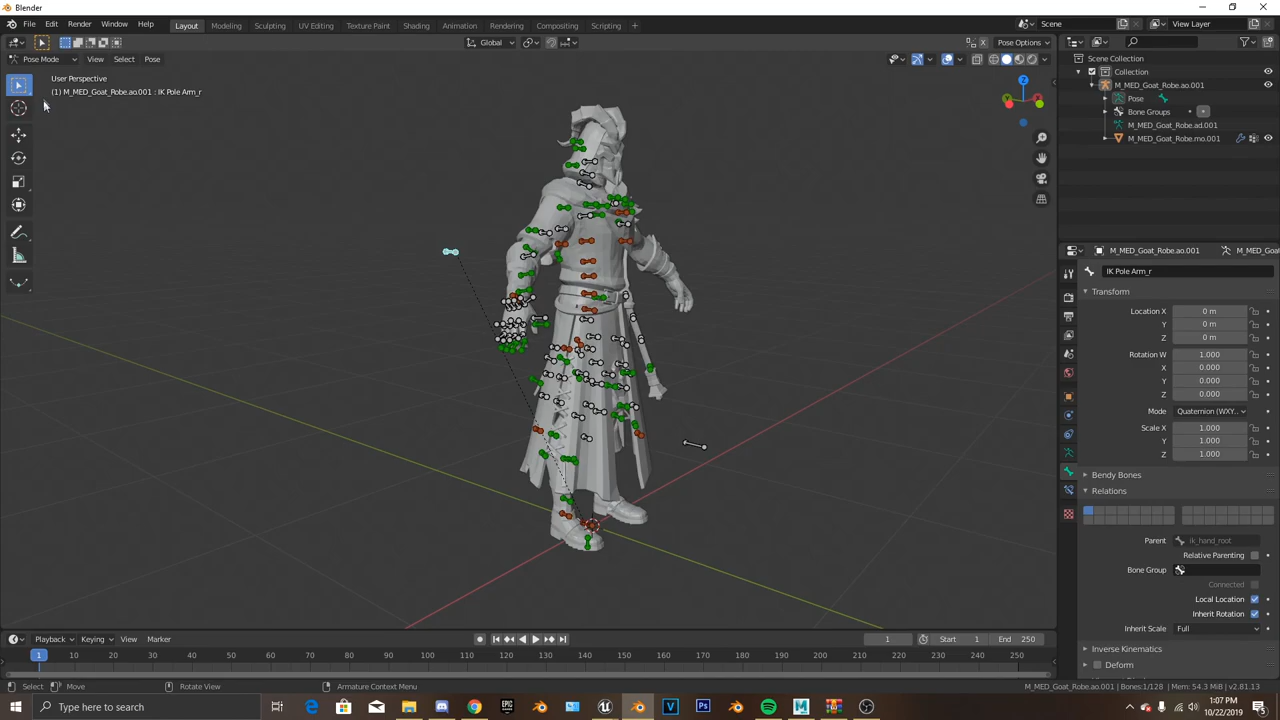 Blender
File Edit Render Window Help
Layout Modeling Sculpting UV Editing Texture Paint Shading Animation Rendering Compositing Scripting +
Scene
View Layer
Global
Pose Options
Pose Mode View Select Pose
User Perspective
(1) M_MED_Goat_Robe.ao.001 : IK Pole Arm_r
Z
Y
Scene Collection
Collection
M_MED_Goat_Robe.ao.001
Pose
Bone Groups
M_MED_Goat_Robe.ad.001
M_MED_Goat_Robe.mo.001
M_MED_Goat_Robe.ao.001
M_MED_Goat...
IK Pole Arm_r
Transform
Location X 0 m
Y 0 m
Z 0 m
Rotation W 1.000
X 0.000
Y 0.000
Z 0.000
Mode Quaternion (WXY..
Scale X 1.000
Y 1.000
Z 1.000
Bendy Bones
Relations
Parent ik_hand_root
Relative Parenting
Bone Group
Connected
Local Location
Inherit Rotation
Inherit Scale Full
Inverse Kinematics
Deform
Playback Keying View Marker
1 Start 1 End 250
1 10 20 30 40 50 60 70 80 90 100 110 120 130 140 150 160 170 180 190 200 210 220 230 240 250
Select Move Rotate View Armature Context Menu
M_MED_Goat_Robe.ao.001 | Bones:1/128 | Mem: 54.3 MiB | v2.81.13
Type here to search
1:07 PM
10/22/2019